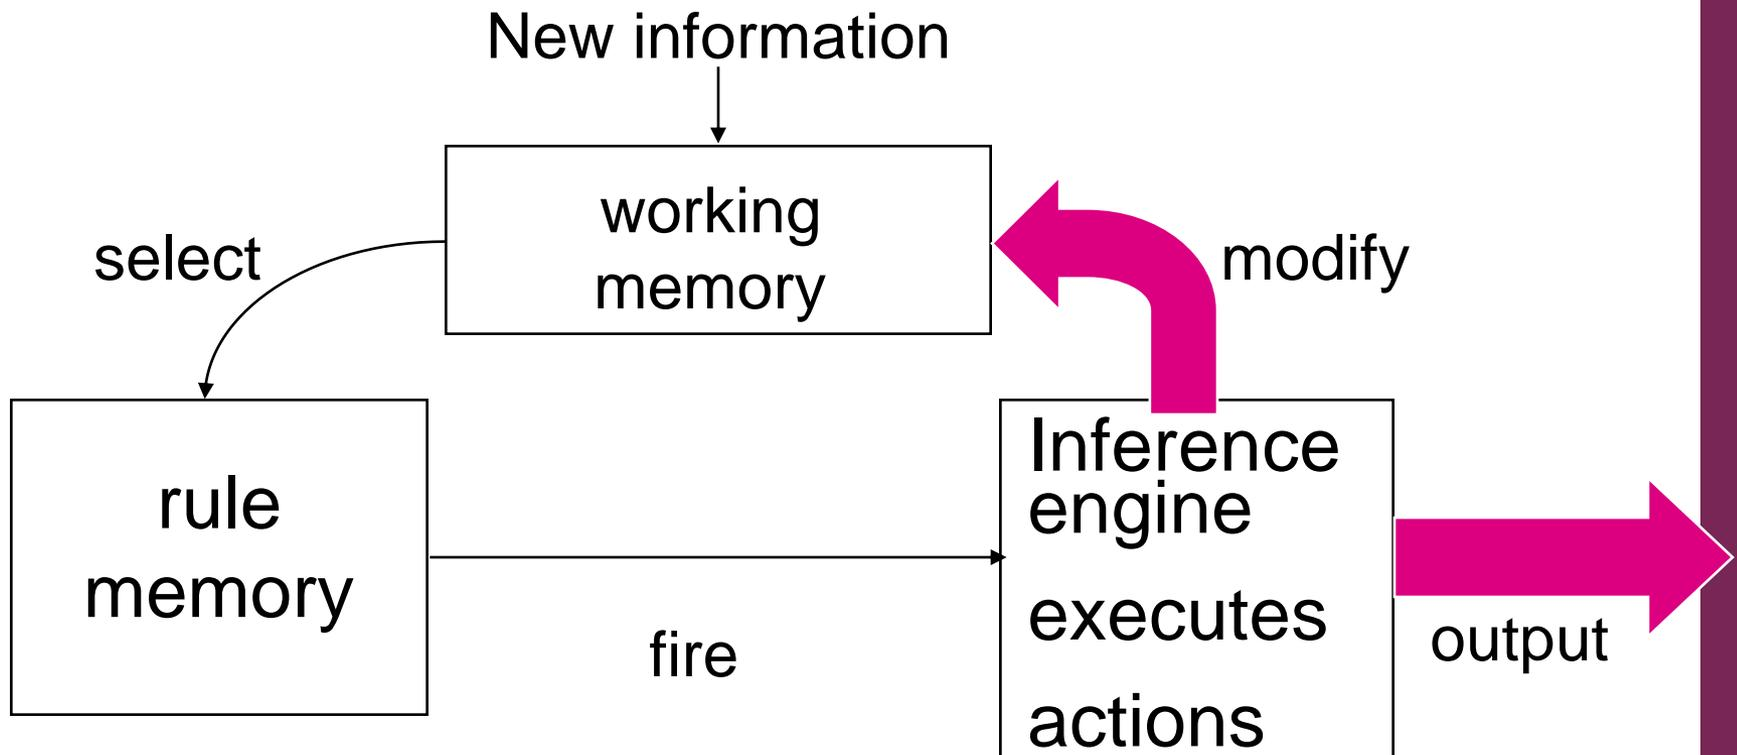 New information
working
memory
select
modify
rule
memory
fire
Inference
engine
executes
actions
output